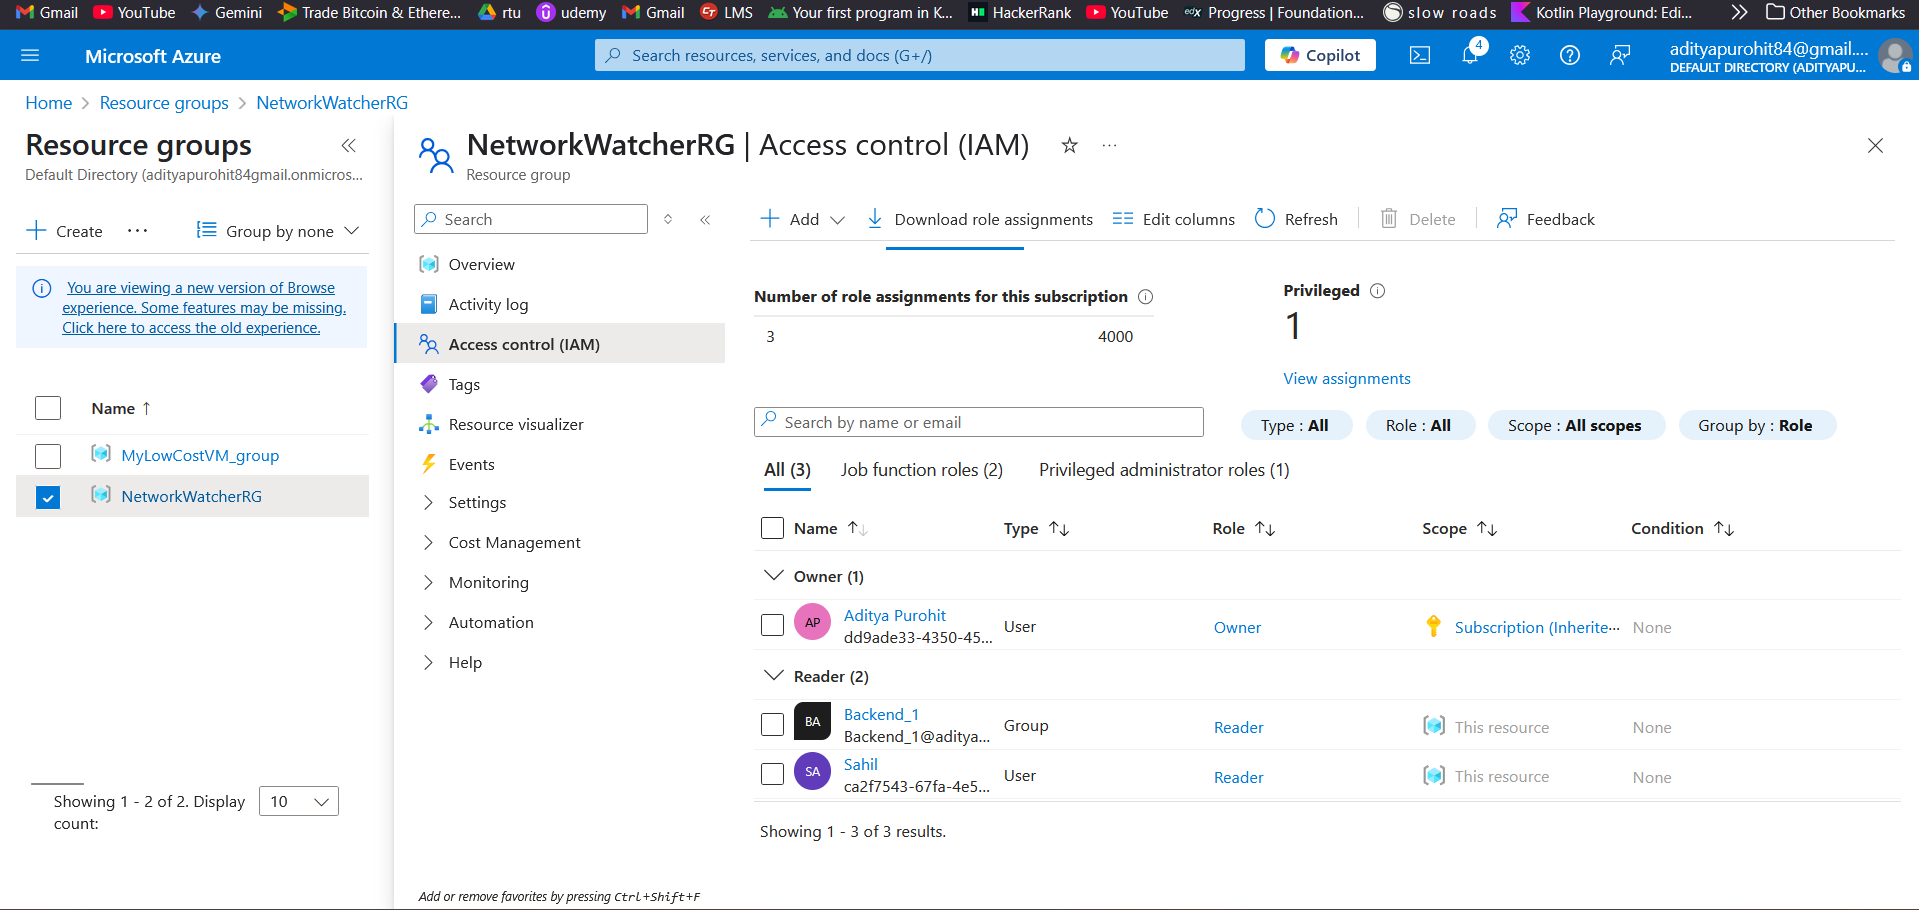 Gmail YouTube Gemini Trade Bitcoin & Ethere... rtu udemy Gmail LMS Your first program in K... HackerRank YouTube edx Progress | Foundation... slow roads Kotlin Playground: Edi... Other Bookmarks
Microsoft Azure
Search resources, services, and docs (G+/)
Copilot
4
adityapurohit84@gmail....
DEFAULT DIRECTORY (ADITYAPU...
Home > Resource groups > NetworkWatcherRG
Resource groups
Default Directory (adityapurohit84gmail.onmicros...
+ Create ... Group by none
You are viewing a new version of Browse
experience. Some features may be missing.
Click here to access the old experience.
Name ↑
MyLowCostVM_group
NetworkWatcherRG
Showing 1 - 2 of 2. Display
count:
10
NetworkWatcherRG | Access control (IAM)
Resource group
Search
Overview
Activity log
Access control (IAM)
Tags
Resource visualizer
Events
Settings
Cost Management
Monitoring
Automation
Help
Add or remove favorites by pressing Ctrl+Shift+F
+ Add Download role assignments Edit columns Refresh Delete Feedback
Number of role assignments for this subscription
3 4000
Privileged
1
View assignments
Search by name or email
Type : All
Role : All
Scope : All scopes
Group by : Role
All (3) Job function roles (2) Privileged administrator roles (1)
Name ↑↓ Type ↑↓ Role ↑↓ Scope ↑↓ Condition ↑↓
Owner (1)
AP Aditya Purohit
dd9ade33-4350-45...
User Owner Subscription (Inherite... None
Reader (2)
BA Backend_1
Backend_1@aditya...
Group Reader This resource None
SA Sahil
ca2f7543-67fa-4e5...
User Reader This resource None
Showing 1 - 3 of 3 results.